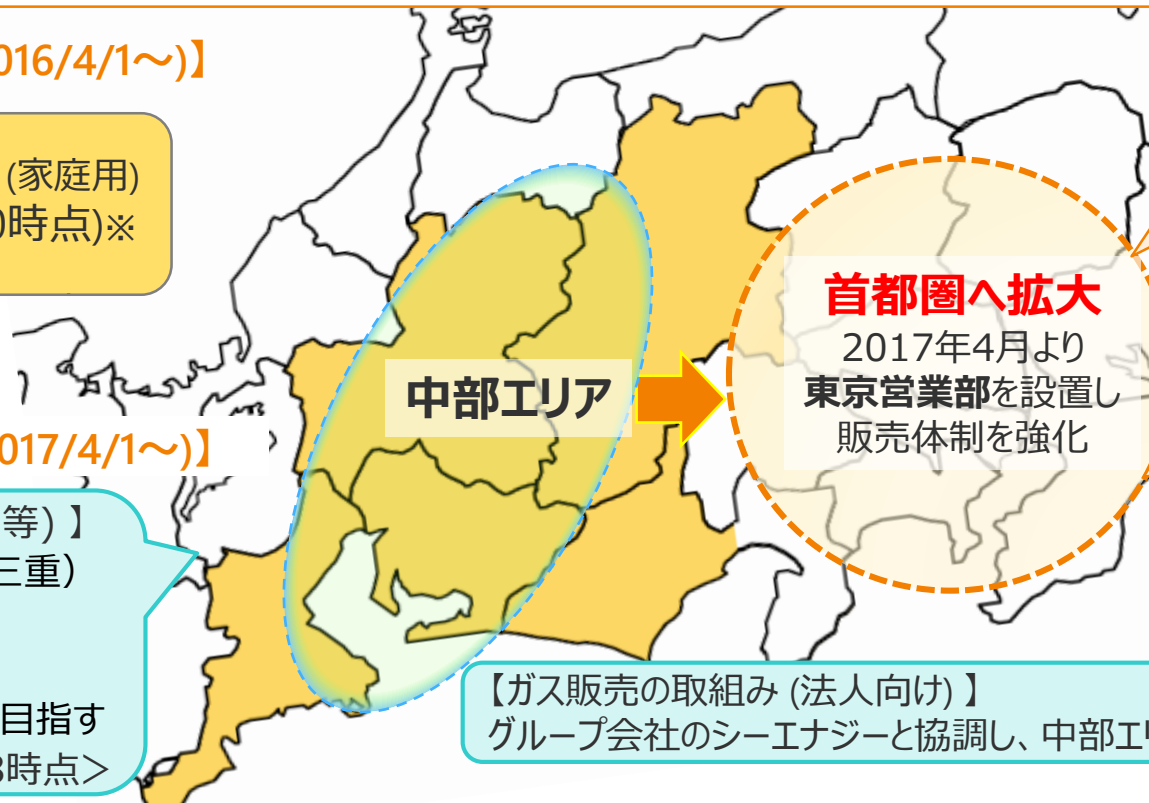 016/4/1～)】
(家庭用)
0時点)※
首都圏へ拡大
2017年4月より
東京営業部を設置し
販売体制を強化
中部エリア
017/4/1～)】
等) 】
三重）
目指す
8時点＞
【ガス販売の取組み (法人向け) 】
グループ会社のシーエナジーと協調し、中部エリ